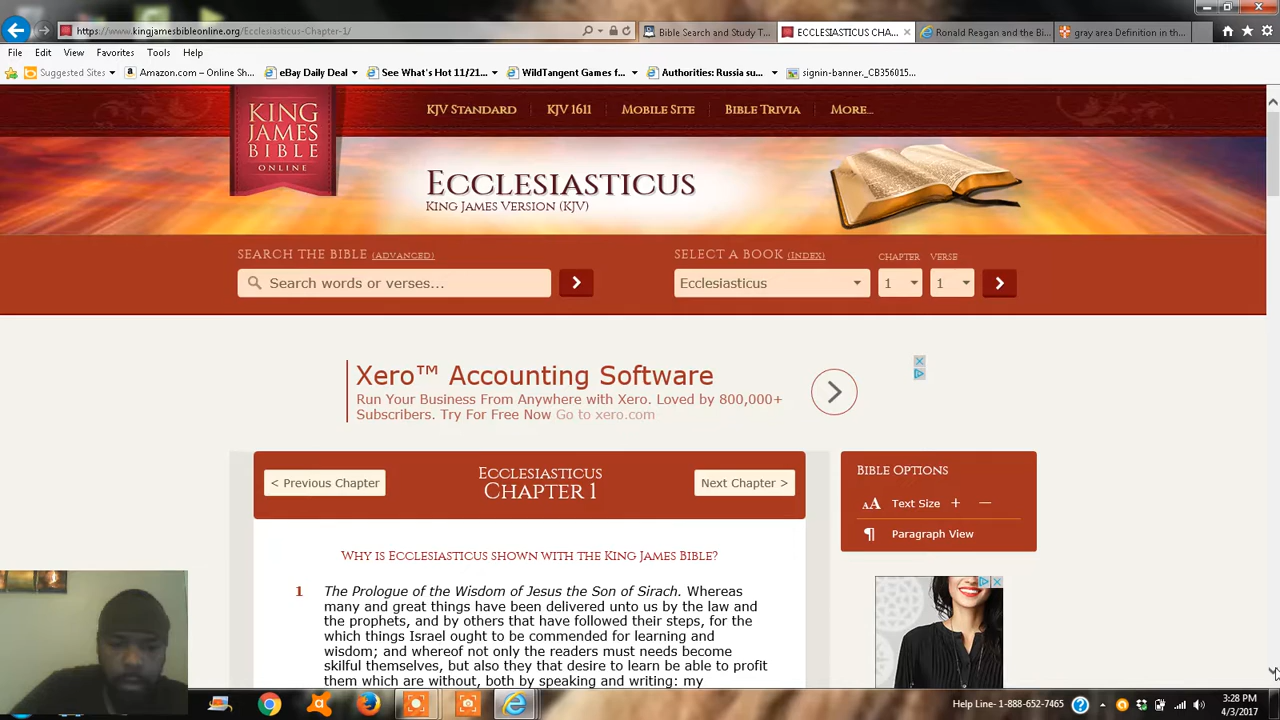 https://www.kingjamesbibleonline.org/Ecclesiasticus-Chapter-1/
Bible Search and Study T...
ECCLESIASTICUS CHA...
Ronald Reagan and the Bi...
gray area Definition in th...
File Edit View Favorites Tools Help
Suggested Sites
Amazon.com – Online Sh...
eBay Daily Deal
See What's Hot 11/21...
WildTangent Games f...
Authorities: Russia su...
signin-banner._CB356015...
KING
JAMES
BIBLE
ONLINE
KJV Standard
KJV 1611
Mobile Site
Bible Trivia
More...
Ecclesiasticus
King James Version (KJV)
Search the Bible (Advanced)
Search words or verses...
Select a Book (Index)
Chapter
Verse
Ecclesiasticus
1
1
Xero™ Accounting Software
Run Your Business From Anywhere with Xero. Loved by 800,000+
Subscribers. Try For Free Now Go to xero.com
< Previous Chapter
Ecclesiasticus
Chapter 1
Next Chapter >
Bible Options
AA Text Size + —
¶ Paragraph View
Why is Ecclesiasticus shown with the King James Bible?
1 The Prologue of the Wisdom of Jesus the Son of Sirach. Whereas
many and great things have been delivered unto us by the law and
the prophets, and by others that have followed their steps, for the
which things Israel ought to be commended for learning and
wisdom; and whereof not only the readers must needs become
skilful themselves, but also they that desire to learn be able to profit
them which are without, both by speaking and writing: my
Help Line- 1-888-652-7465
3:28 PM
4/3/2017